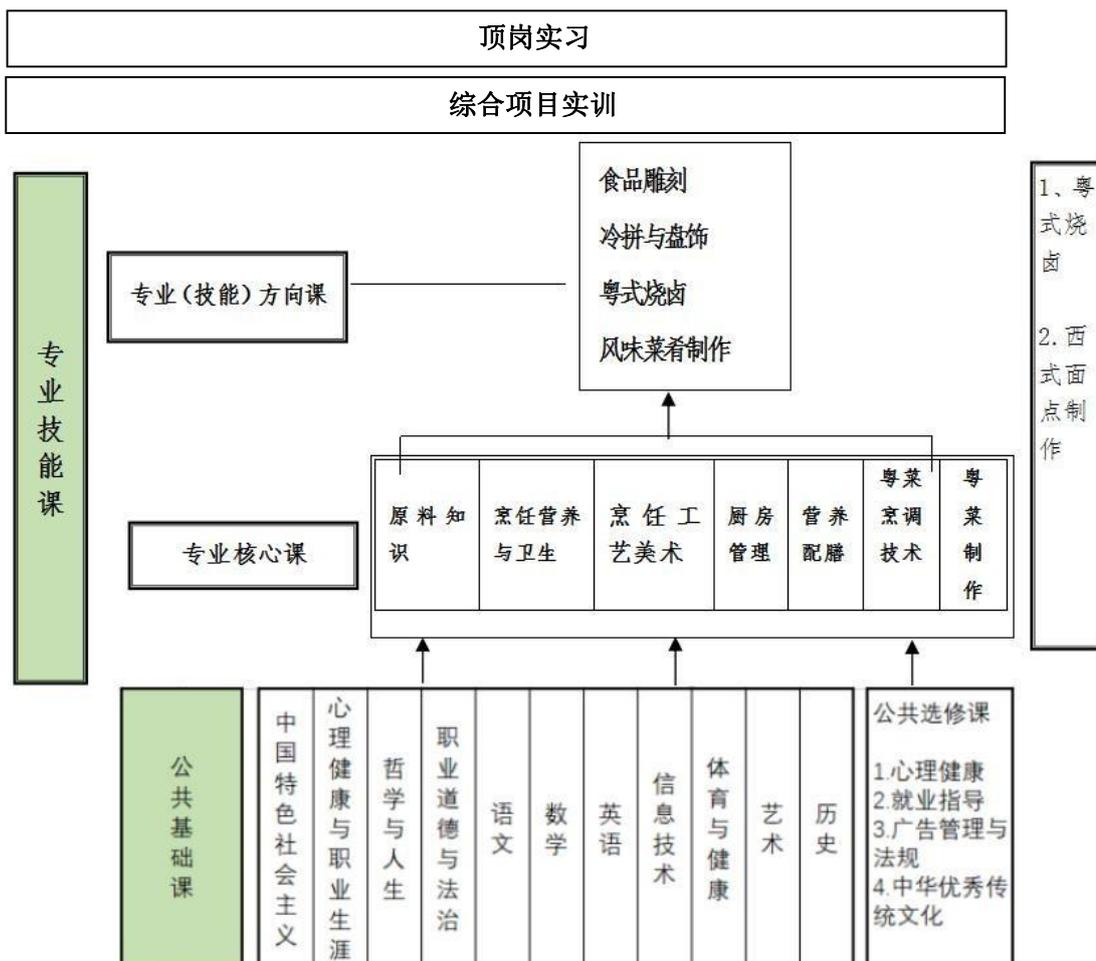 顶岗实习
综合项目实训
食品雕刻
冷拼与盘饰
粤式烧卤
风味菜肴制作
1、粤
式烧
卤
2.西
式面
点制
作
专业技能课
专业（技能）方向课
专业核心课
原料知
识
烹饪营养
与卫生
烹饪工
艺美术
厨房
管理
营养
配膳
粤菜
烹调
技术
粤菜制作
公共基础课
中国特色社会主义
心理健康与职业生涯
哲学与人生
职业道德与法治
语文
数学
英语
信息技术
体育与健康
艺术
历史
公共选修课
1.心理健康
2.就业指导
3.广告管理与
法规
4.中华优秀传
统文化